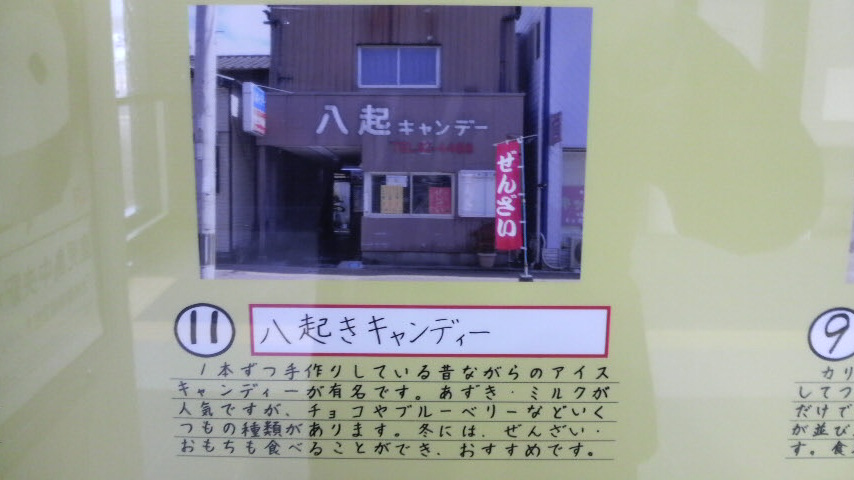 八起キャンデー
ぜんざい
11
八起きキャンディー
1本ずつ手作りしている昔ながらのアイス
キャンディーが有名です。あずき・ミルクが
人気ですが、チョコやブルーベリーなどいく
つもの種類があります。冬には、ぜんざい・
おもちも食べることができ、おすすめです。
9
カリ
してつ
だけで
が並び
す。食